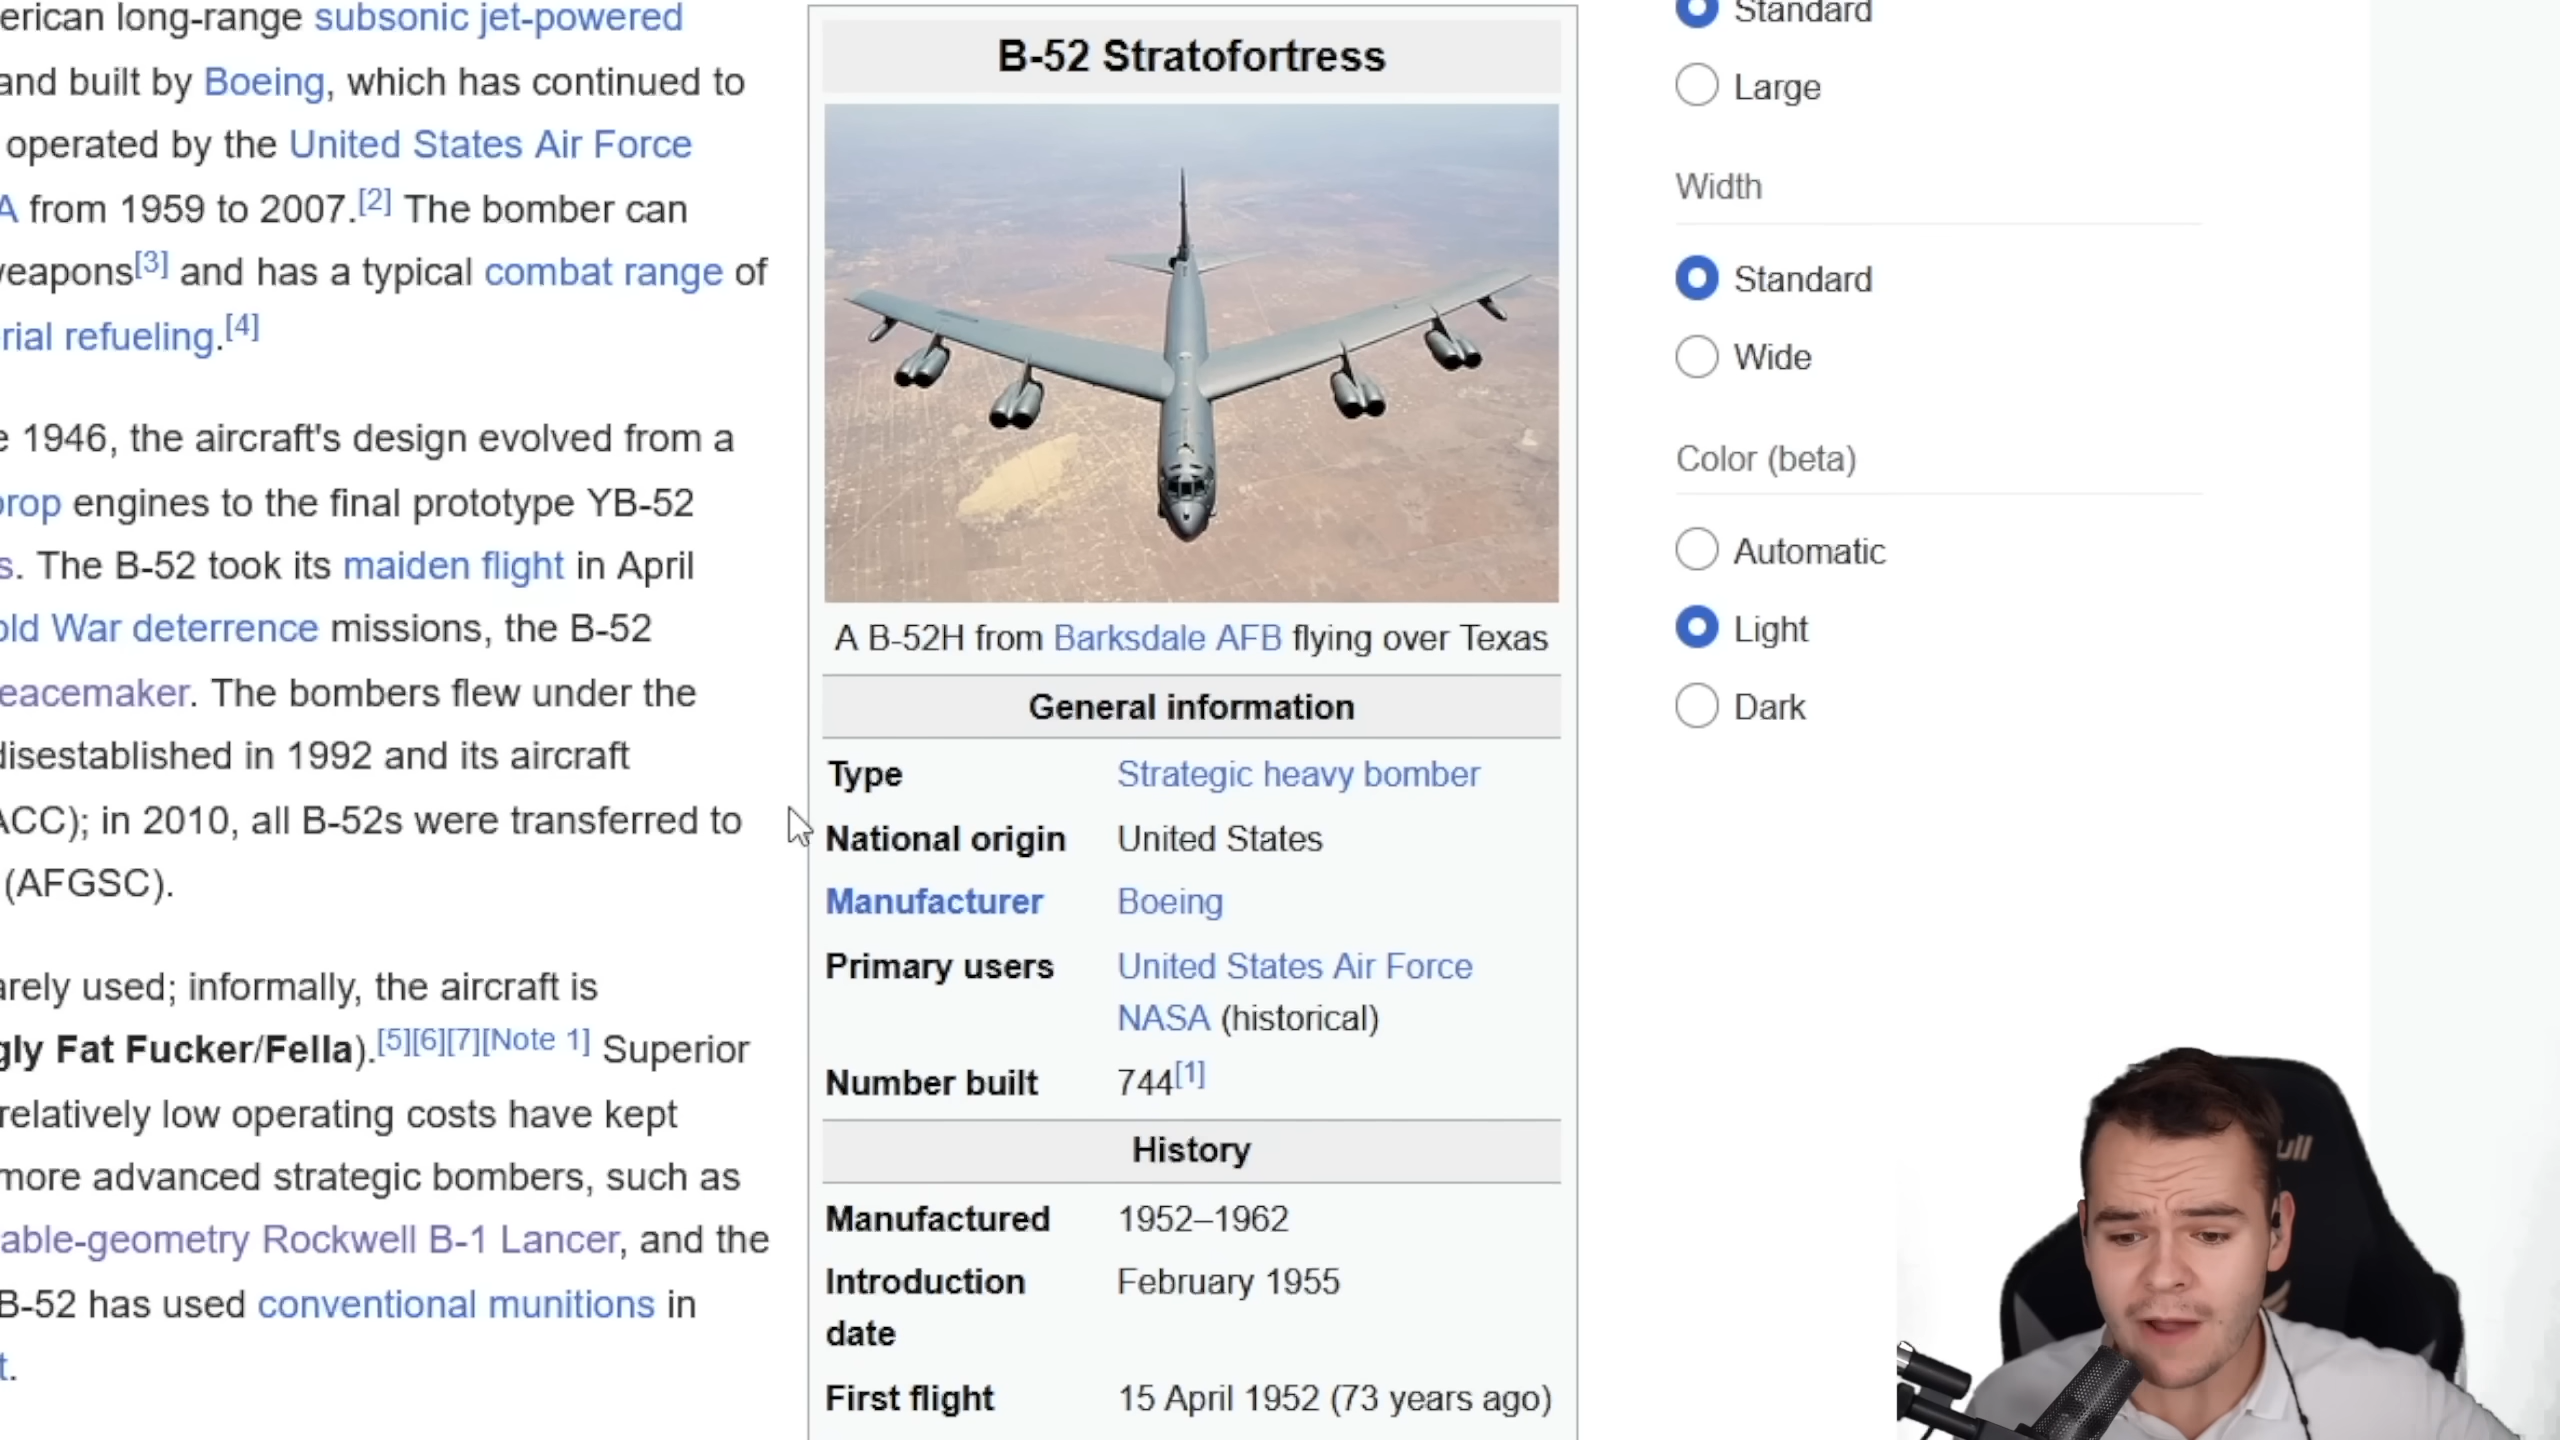 erican long-range subsonic jet-powered
and built by Boeing, which has continued to
operated by the United States Air Force
A from 1959 to 2007.[2] The bomber can
weapons[3] and has a typical combat range of
rial refueling.[4]
e 1946, the aircraft's design evolved from a
prop engines to the final prototype YB-52
s. The B-52 took its maiden flight in April
old War deterrence missions, the B-52
eacemaker. The bombers flew under the
disestablished in 1992 and its aircraft
ACC); in 2010, all B-52s were transferred to
(AFGSC).
arely used; informally, the aircraft is
gly Fat Fucker/Fella).[5][6][7][Note 1] Superior
relatively low operating costs have kept
more advanced strategic bombers, such as
able-geometry Rockwell B-1 Lancer, and the
B-52 has used conventional munitions in
t.
B-52 Stratofortress
A B-52H from Barksdale AFB flying over Texas
General information
Type Strategic heavy bomber
National origin United States
Manufacturer Boeing
Primary users United States Air Force
NASA (historical)
Number built 744[1]
History
Manufactured 1952–1962
Introduction February 1955
date
First flight 15 April 1952 (73 years ago)
Standard
Large
Width
Standard
Wide
Color (beta)
Automatic
Light
Dark
ull